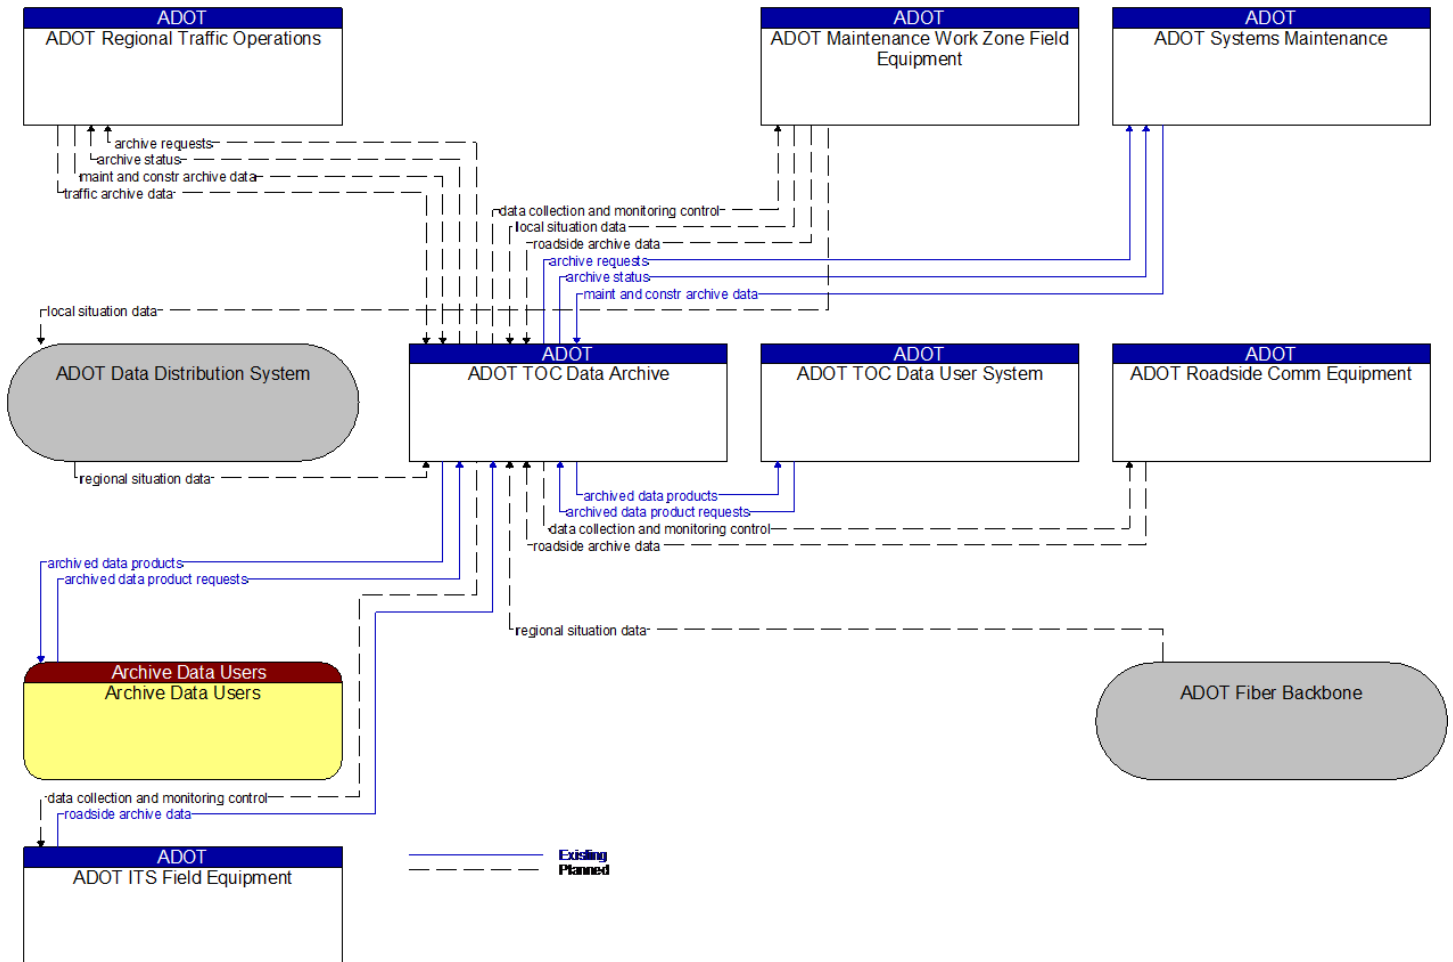 ADOT
ADOT Regional Traffic Operations
ADOT
ADOT Maintenance Work Zone Field
Equipment
ADOT
ADOT Systems Maintenance
archive requests
archive status
maint and constr archive data
traffic archive data
data collection and monitoring control
local situation data
roadside archive data
archive requests
archive status
maint and constr archive data
local situation data
ADOT Data Distribution System
ADOT
ADOT TOC Data Archive
ADOT
ADOT TOC Data User System
ADOT
ADOT Roadside Comm Equipment
regional situation data
archived data products
archived data product requests
data collection and monitoring control
roadside archive data
archived data products
archived data product requests
regional situation data
Archive Data Users
Archive Data Users
ADOT Fiber Backbone
data collection and monitoring control
roadside archive data
ADOT
ADOT ITS Field Equipment
Existing
Planned